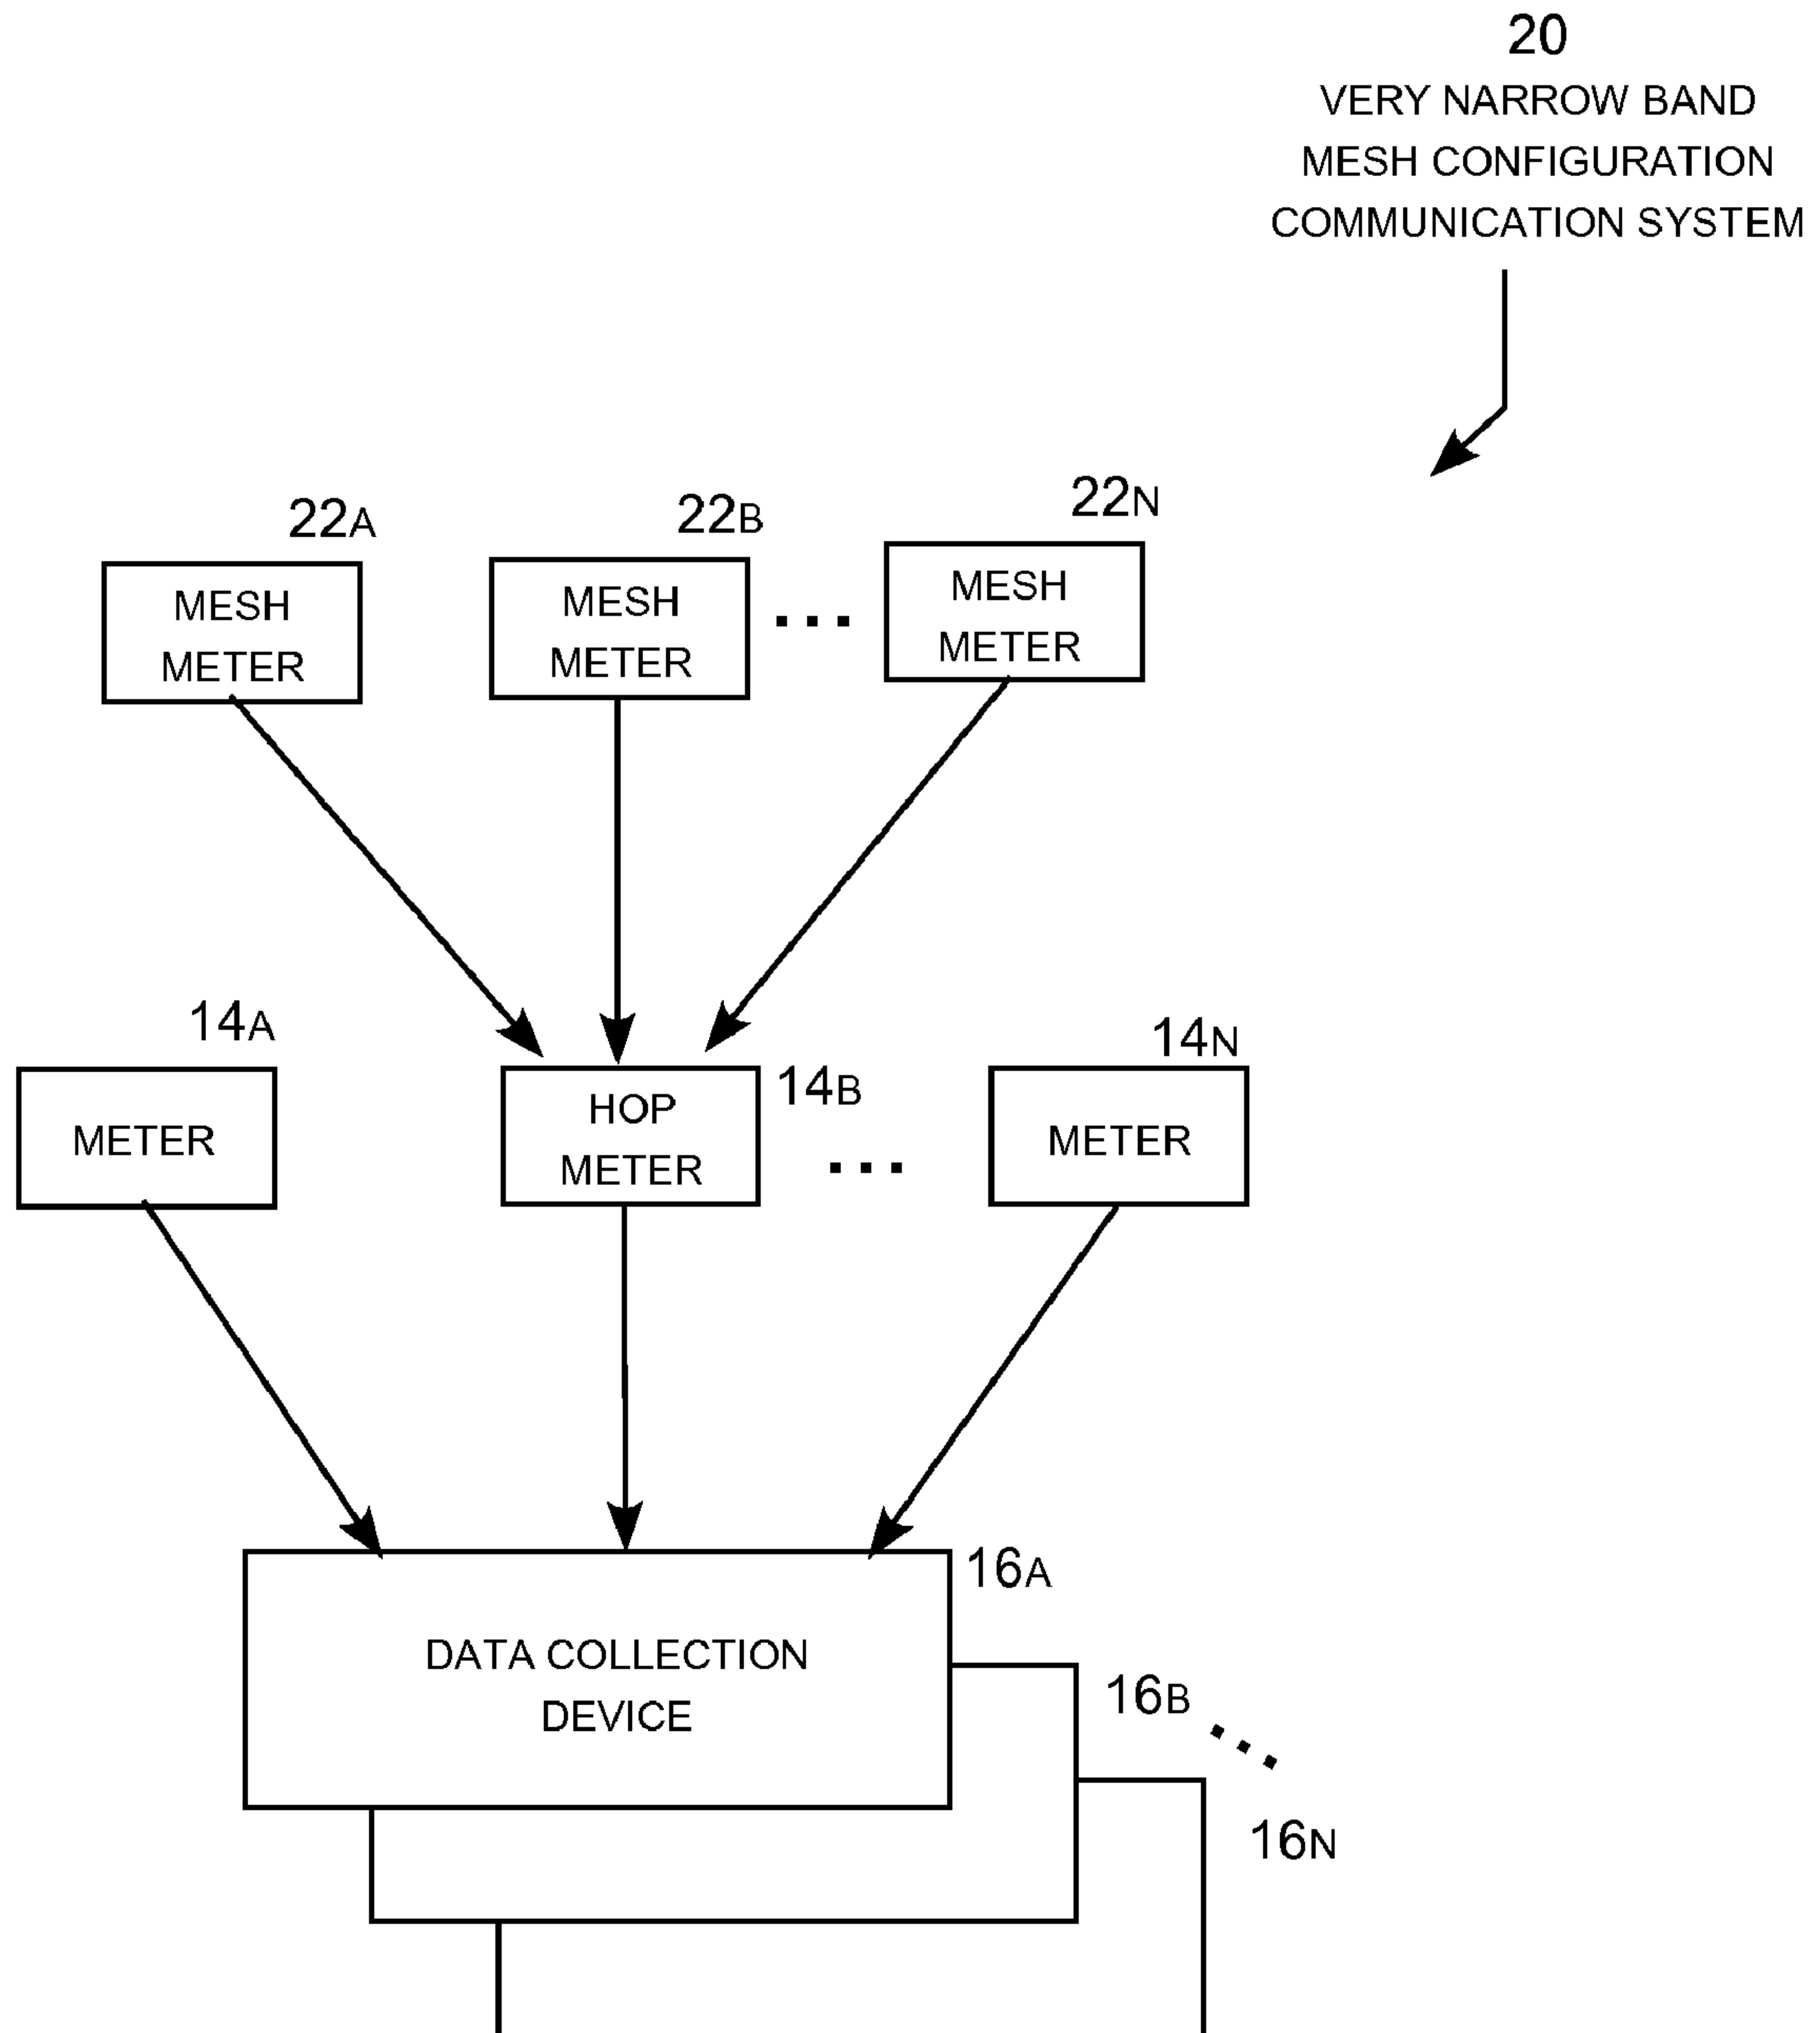 20
VERY NARROW BAND
MESH CONFIGURATION
COMMUNICATION SYSTEM
22A
22B
22N
MESH
METER
MESH
METER
...
MESH
METER
14A
14B
14N
METER
HOP
METER
...
METER
16A
DATA COLLECTION
DEVICE
16B
...
16N